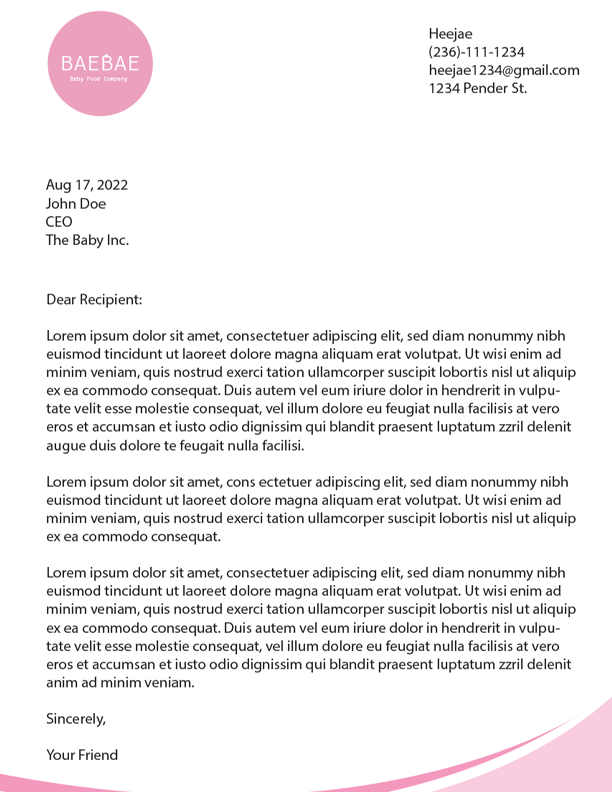 BAEBAE
Baby Food Company
Heejae
(236)-111-1234
heejae1234@gmail.com
1234 Pender St.
Aug 17, 2022
John Doe
CEO
The Baby Inc.
Dear Recipient:
Lorem ipsum dolor sit amet, consectetuer adipiscing elit, sed diam nonummy nibh
euismod tincidunt ut laoreet dolore magna aliquam erat volutpat. Ut wisi enim ad
minim veniam, quis nostrud exerci tation ullamcorper suscipit lobortis nisl ut aliquip
ex ea commodo consequat. Duis autem vel eum iriure dolor in hendrerit in vulpu-
tate velit esse molestie consequat, vel illum dolore eu feugiat nulla facilisis at vero
eros et accumsan et iusto odio dignissim qui blandit praesent luptatum zzril delenit
augue duis dolore te feugait nulla facilisi.
Lorem ipsum dolor sit amet, cons ectetuer adipiscing elit, sed diam nonummy nibh
euismod tincidunt ut laoreet dolore magna aliquam erat volutpat. Ut wisi enim ad
minim veniam, quis nostrud exerci tation ullamcorper suscipit lobortis nisl ut aliquip
ex ea commodo consequat.
Lorem ipsum dolor sit amet, consectetuer adipiscing elit, sed diam nonummy nibh
euismod tincidunt ut laoreet dolore magna aliquam erat volutpat. Ut wisi enim ad
minim veniam, quis nostrud exerci tation ullamcorper suscipit lobortis nisl ut aliquip
ex ea commodo consequat. Duis autem vel eum iriure dolor in hendrerit in vulpu-
tate velit esse molestie consequat, vel illum dolore eu feugiat nulla facilisis at vero
eros et accumsan et iusto odio dignissim qui blandit praesent luptatum zzril delenit
anim ad minim veniam.
Sincerely,
Your Friend